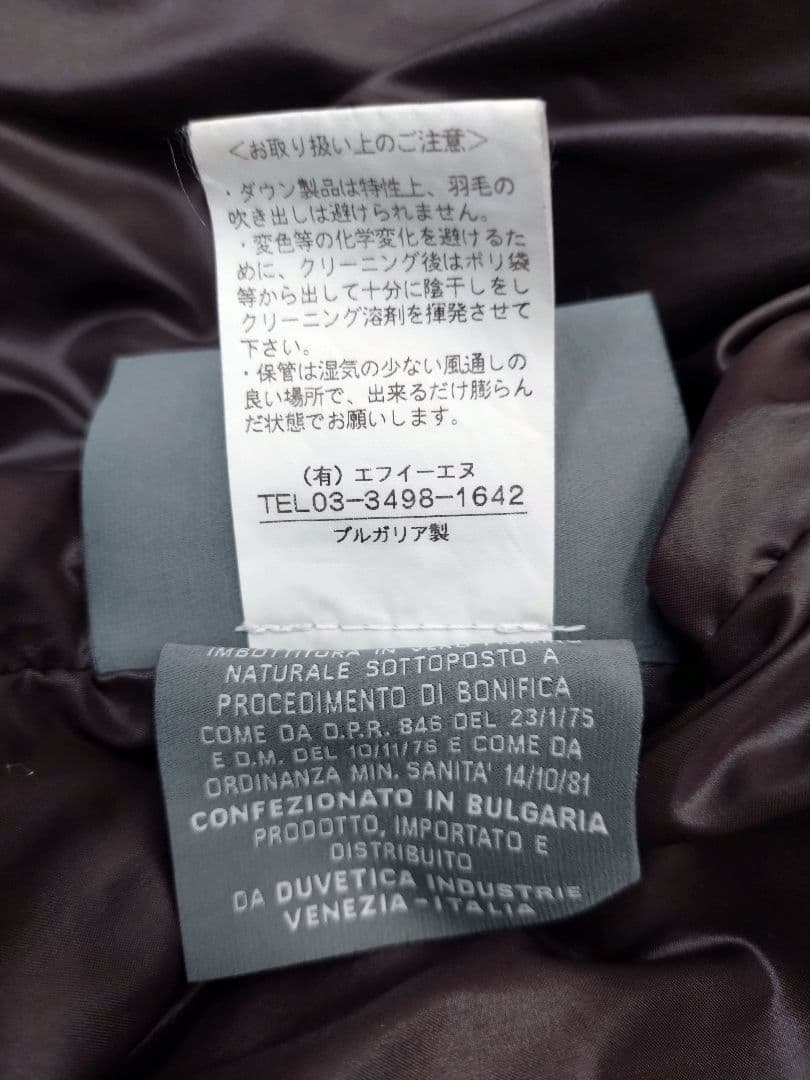 ＜お取り扱い上のご注意＞
・ダウン製品は特性上、羽毛の
吹き出しは避けられません。
・変色等の化学変化を避けるた
めに、クリーニング後はポリ袋
等から出して十分に陰干しをし
クリーニング溶剤を揮発させて
下さい。
・保管は湿気の少ない風通しの
良い場所で、出来るだけ膨らん
だ状態でお願いします。
（有）エフイーエヌ
TEL03-3498-1642
ブルガリア製
IMBOTTITURA IN
NATURALE SOTTOPOSTO A
PROCEDIMENTO DI BONIFICA
COME DA D.P.R. 846 DEL 23/1/75
E D.M. DEL 10/11/76 E COME DA
ORDINANZA MIN. SANITA' 14/10/81
CONFEZIONATO IN BULGARIA
PRODOTTO, IMPORTATO E
DISTRIBUITO
DA DUVETICA INDUSTRIE
VENEZIA-ITALIA